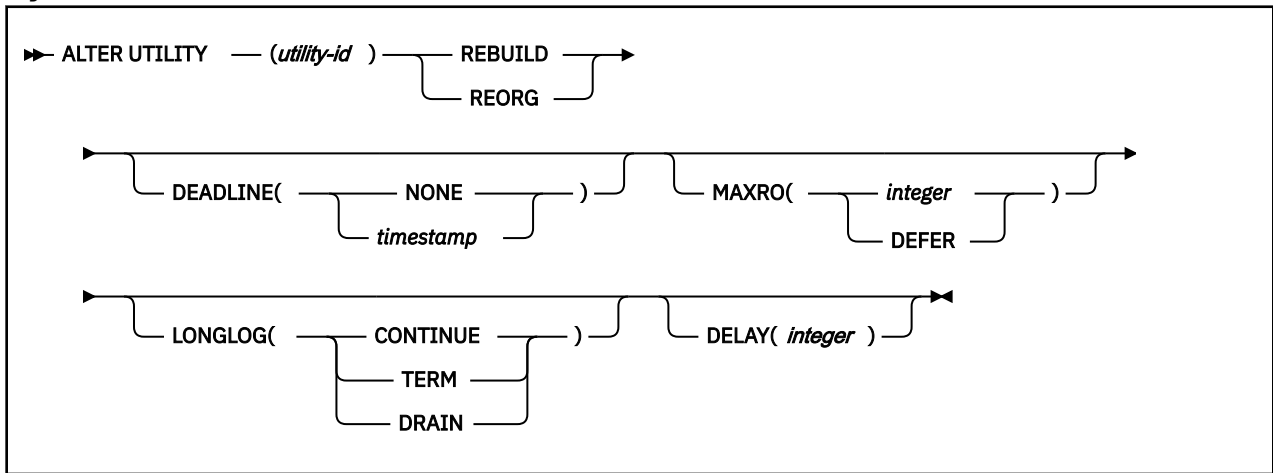 ALTER UTILITY (utility-id ) REBUILD
REORG
DEADLINE( NONE ) MAXRO( integer )
timestamp DEFER
LONGLOG( CONTINUE ) DELAY( integer )
TERM
DRAIN